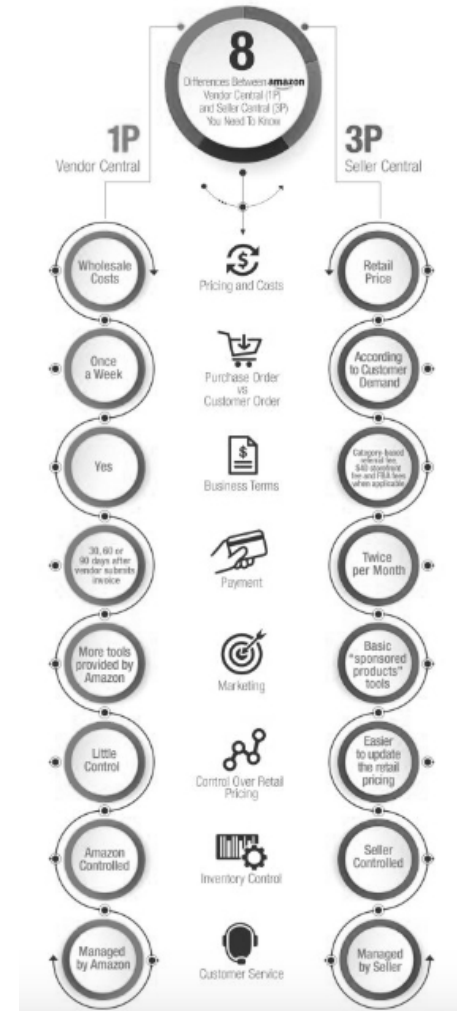 8
Differences Between amazon
Vendor Central (1P)
and Seller Central (3P)
You Need To Know
1P
Vendor Central
3P
Seller Central
Wholesale
Costs
Pricing and Costs
Retail
Price
Once
a Week
Purchase Order
vs
Customer Order
According
to Customer
Demand
Yes
Business Terms
Category-based
referral fee,
$40 storefront
fee and FBA fees
when applicable
30, 60 or
90 days after
vendor submits
invoice
Payment
Twice
per Month
More tools
provided by
Amazon
Marketing
Basic
"sponsored
products"
tools
Little
Control
Control Over Retail
Pricing
Easier
to update
the retail
pricing
Amazon
Controlled
Inventory Control
Seller
Controlled
Managed
by Amazon
Customer Service
Managed
by Seller